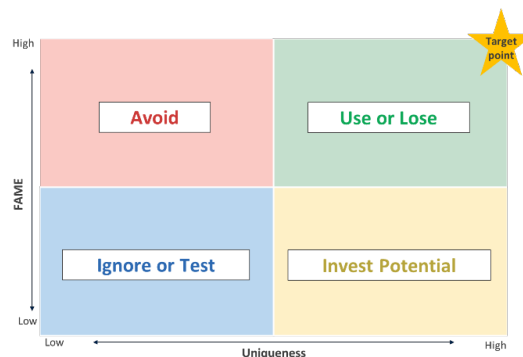 High
Target
point
Avoid
Use or Lose
FAME
Ignore or Test
Invest Potential
Low
Low
High
Uniqueness